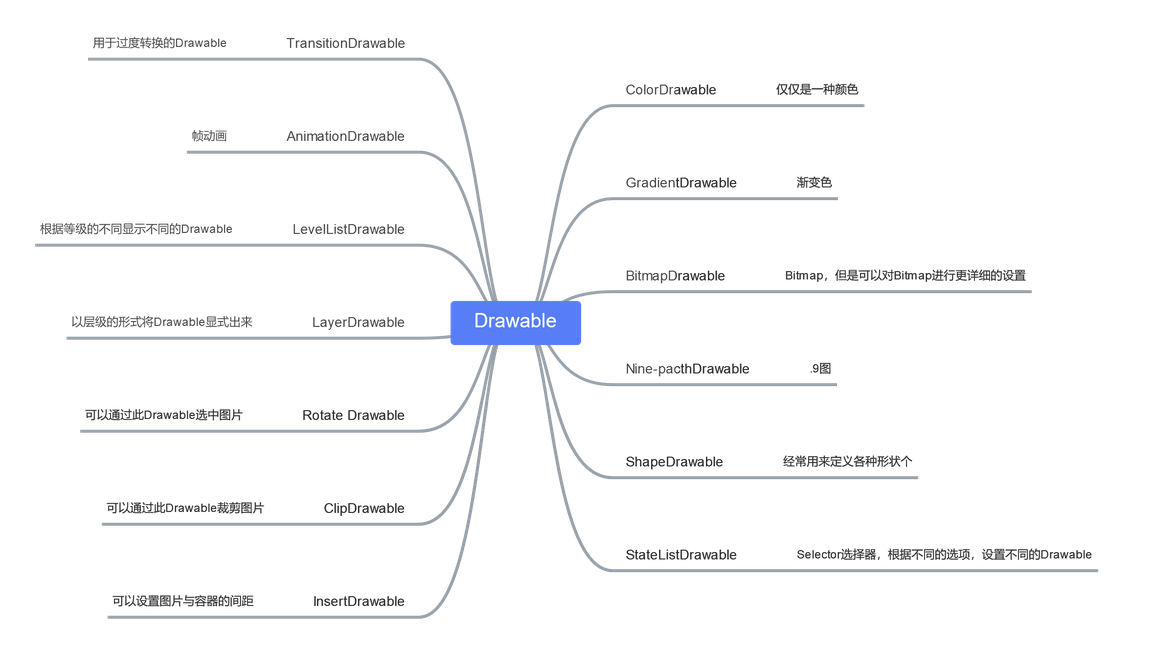 Drawable
用于过度转换的Drawable TransitionDrawable
帧动画 AnimationDrawable
根据等级的不同显示不同的Drawable LevelListDrawable
以层级的形式将Drawable显式出来 LayerDrawable
可以通过此Drawable选中图片 Rotate Drawable
可以通过此Drawable裁剪图片 ClipDrawable
可以设置图片与容器的间距 InsertDrawable
ColorDrawable 仅仅是一种颜色
GradientDrawable 渐变色
BitmapDrawable Bitmap，但是可以对Bitmap进行更详细的设置
Nine-pacthDrawable .9图
ShapeDrawable 经常用来定义各种形状个
StateListDrawable Selector选择器，根据不同的选项，设置不同的Drawable